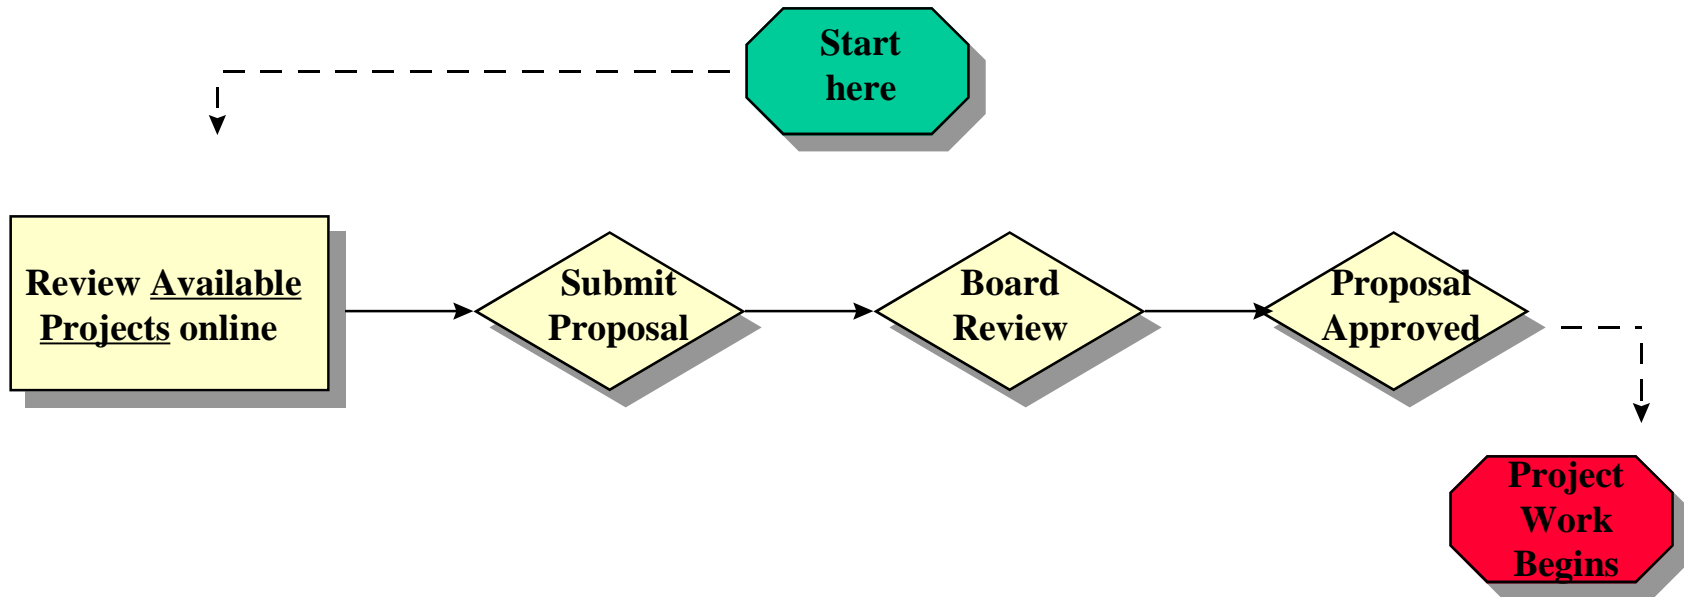 Start
here
Review Available
Projects online
Submit
Proposal
Board
Review
Proposal
Approved
Project
Work
Begins